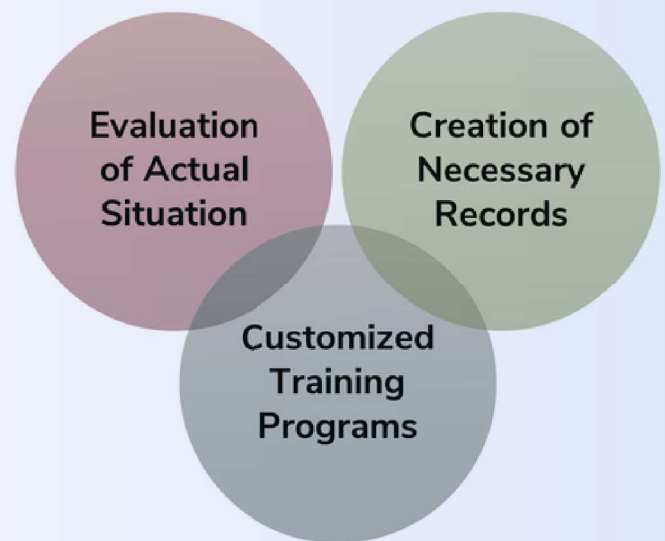 Evaluation
of Actual
Situation
Creation of
Necessary
Records
Customized
Training
Programs